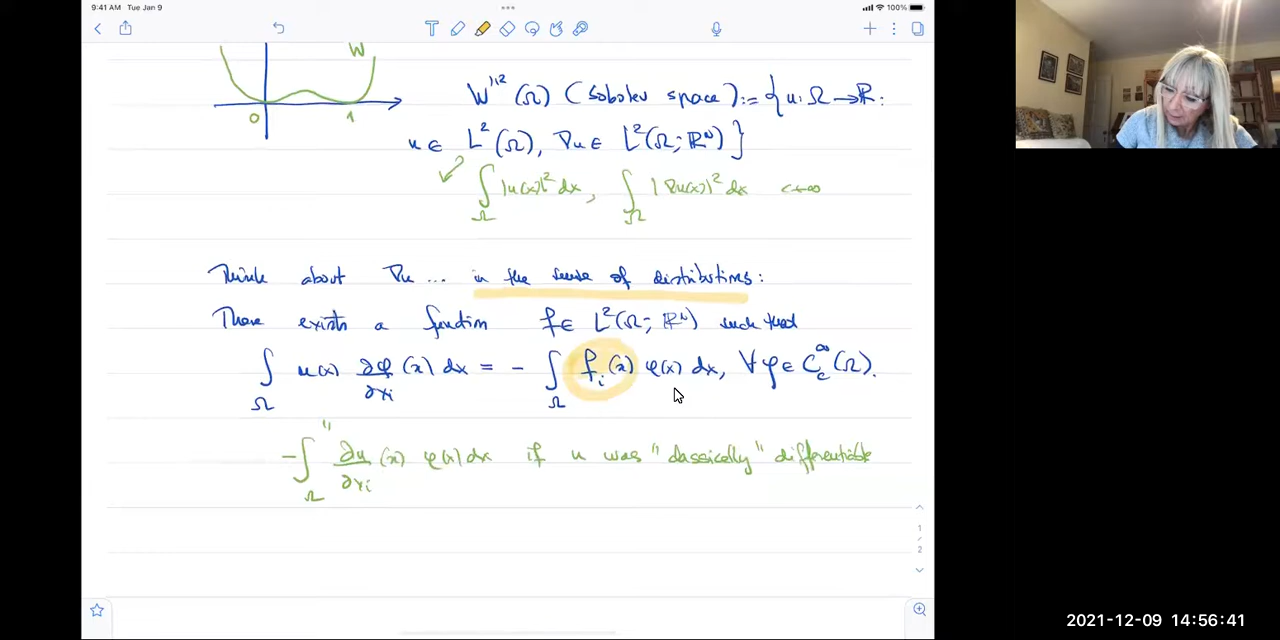 9:41 AM Tue Jan 9
100%
W
0 1
W^{1,2}(Ω) (Sobolev space) := {u: Ω → ℝ:
u ∈ L²(Ω), ∇u ∈ L²(Ω; ℝᴺ)}
∫_Ω |u(x)|² dx, ∫_Ω |∇u(x)|² dx < +∞
Think about ∇u ... in the sense of distributions:
There exists a function f ∈ L²(Ω; ℝᴺ) such that
∫_Ω u(x) ∂φ/∂xᵢ (x) dx = - ∫_Ω fᵢ(x) φ(x) dx, ∀φ ∈ C_c^∞(Ω).
"
-∫_Ω ∂u/∂xᵢ (x) φ(x) dx if u was "classically" differentiable
1
2
2021-12-09 14:56:41